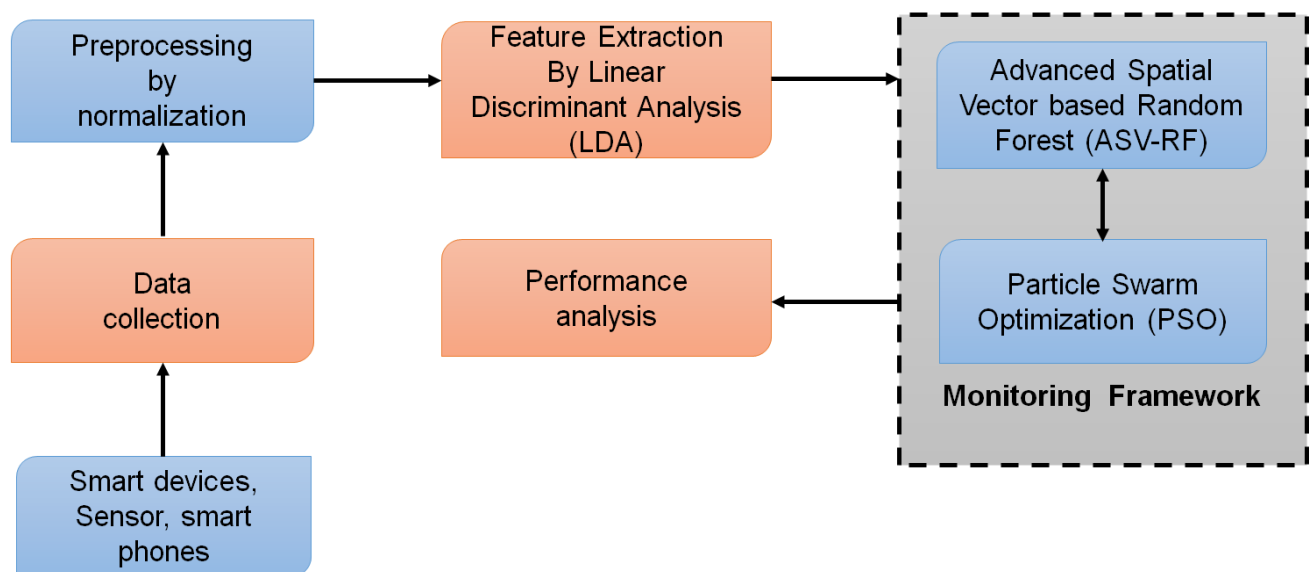 Preprocessing
by
normalization
Feature Extraction
By Linear
Discriminant Analysis
(LDA)
Advanced Spatial
Vector based Random
Forest (ASV-RF)
Data
collection
Performance
analysis
Particle Swarm
Optimization (PSO)
Monitoring Framework
Smart devices,
Sensor, smart
phones